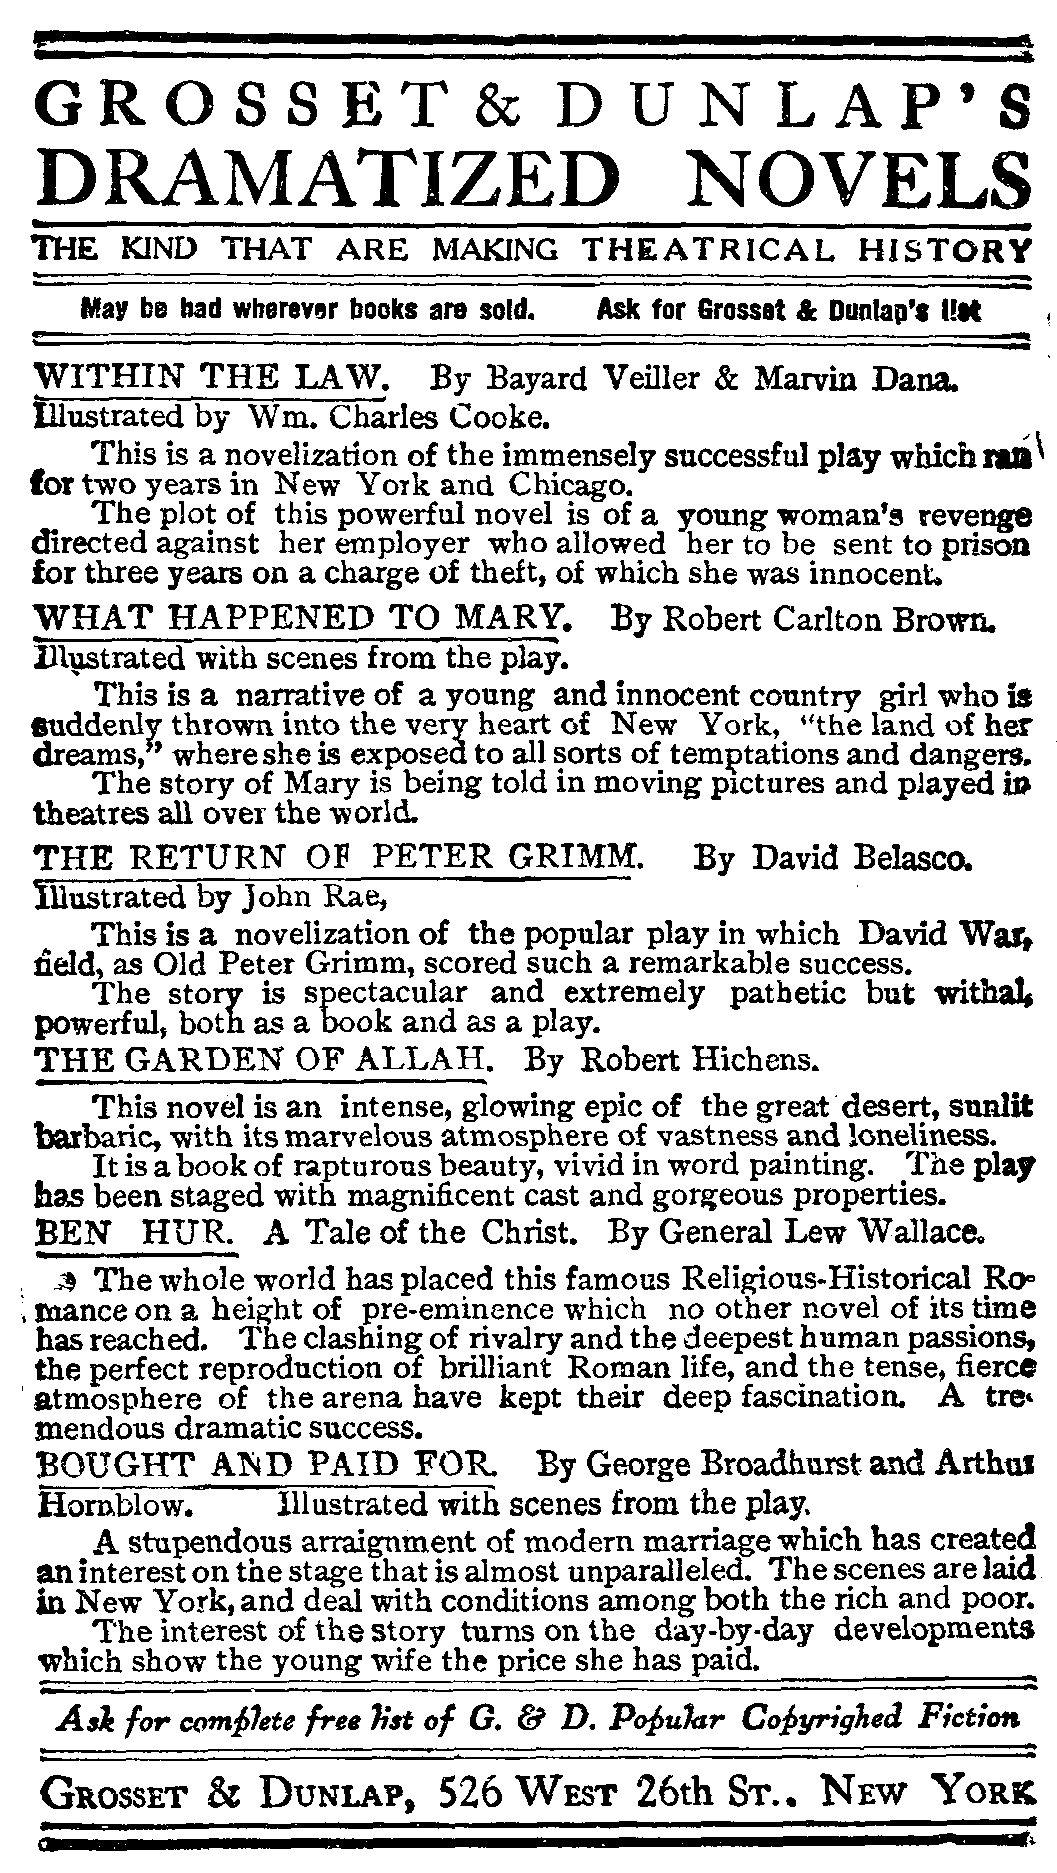 GROSSET & DUNLAP'S
DRAMATIZED NOVELS
THE KIND THAT ARE MAKING THEATRICAL HISTORY
May be had wherever books are sold. Ask for Grosset & Dunlap's list
WITHIN THE LAW. By Bayard Veiller & Marvin Dana.
Illustrated by Wm. Charles Cooke.
This is a novelization of the immensely successful play which ran
for two years in New York and Chicago.
The plot of this powerful novel is of a young woman's revenge
directed against her employer who allowed her to be sent to prison
for three years on a charge of theft, of which she was innocent.
WHAT HAPPENED TO MARY. By Robert Carlton Brown.
Illustrated with scenes from the play.
This is a narrative of a young and innocent country girl who is
suddenly thrown into the very heart of New York, "the land of her
dreams," where she is exposed to all sorts of temptations and dangers.
The story of Mary is being told in moving pictures and played in
theatres all over the world.
THE RETURN OF PETER GRIMM. By David Belasco.
Illustrated by John Rae,
This is a novelization of the popular play in which David War,
field, as Old Peter Grimm, scored such a remarkable success.
The story is spectacular and extremely pathetic but withal,
powerful, both as a book and as a play.
THE GARDEN OF ALLAH. By Robert Hichens.
This novel is an intense, glowing epic of the great desert, sunlit
barbaric, with its marvelous atmosphere of vastness and loneliness.
It is a book of rapturous beauty, vivid in word painting. The play
has been staged with magnificent cast and gorgeous properties.
BEN HUR. A Tale of the Christ. By General Lew Wallace.
The whole world has placed this famous Religious-Historical Ro-
mance on a height of pre-eminence which no other novel of its time
has reached. The clashing of rivalry and the deepest human passions,
the perfect reproduction of brilliant Roman life, and the tense, fierce
atmosphere of the arena have kept their deep fascination. A tre-
mendous dramatic success.
BOUGHT AND PAID FOR. By George Broadhurst and Arthur
Hornblow. Illustrated with scenes from the play.
A stupendous arraignment of modern marriage which has created
an interest on the stage that is almost unparalleled. The scenes are laid
in New York, and deal with conditions among both the rich and poor.
The interest of the story turns on the day-by-day developments
which show the young wife the price she has paid.
Ask for complete free list of G. & D. Popular Copyrighed Fiction
GROSSET & DUNLAP, 526 WEST 26th ST., NEW YORK